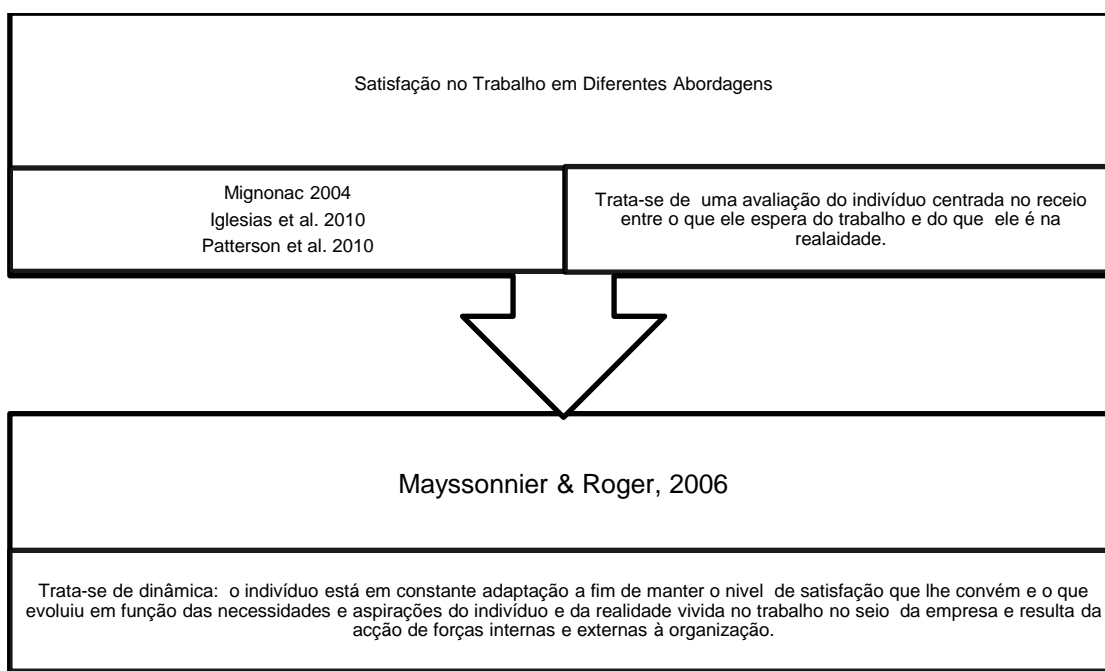 Satisfação no Trabalho em Diferentes Abordagens
Mignonac 2004
Iglesias et al. 2010
Patterson et al. 2010
Trata-se de uma avaliação do indivíduo centrada no receio
entre o que ele espera do trabalho e do que ele é na
realaidade.
Mayssonnier & Roger, 2006
Trata-se de dinâmica: o indivíduo está em constante adaptação a fim de manter o nivel de satisfação que lhe convém e o que
evoluiu em função das necessidades e aspirações do indivíduo e da realidade vivida no trabalho no seio da empresa e resulta da
acção de forças internas e externas à organização.